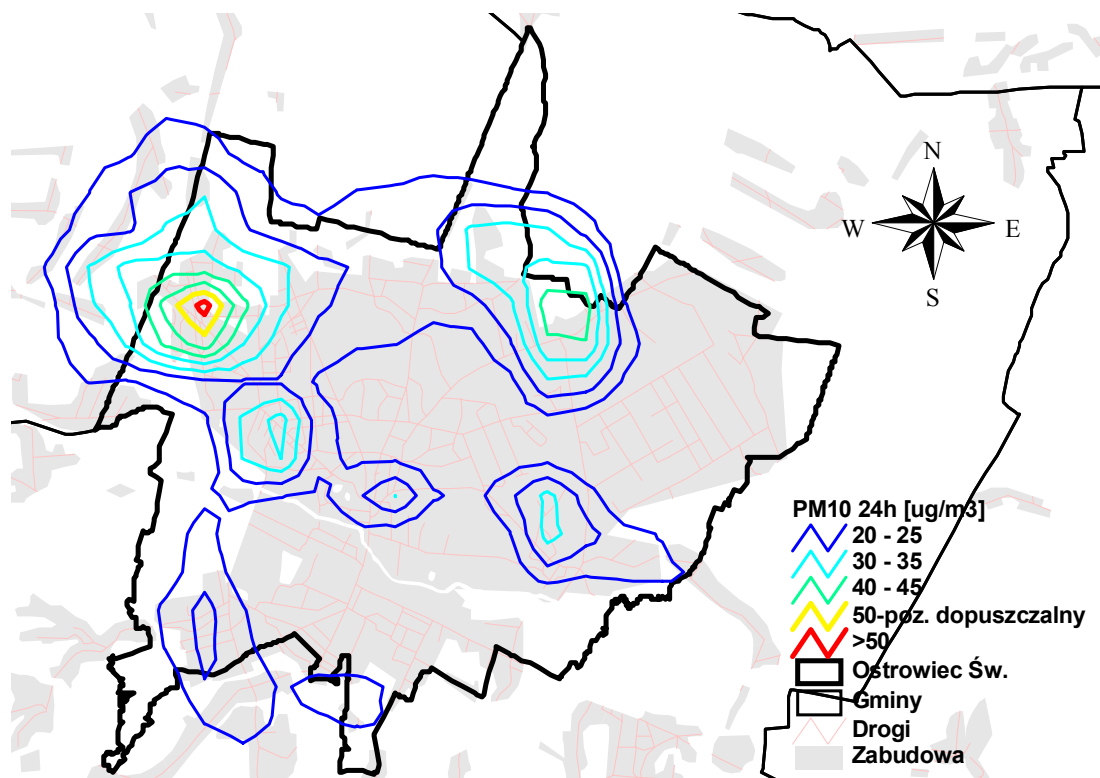 N
W E
S
PM10 24h [ug/m3]
20 - 25
30 - 35
40 - 45
50-poz. dopuszczalny
>50
Ostrowiec Św.
Gminy
Drogi
Zabudowa